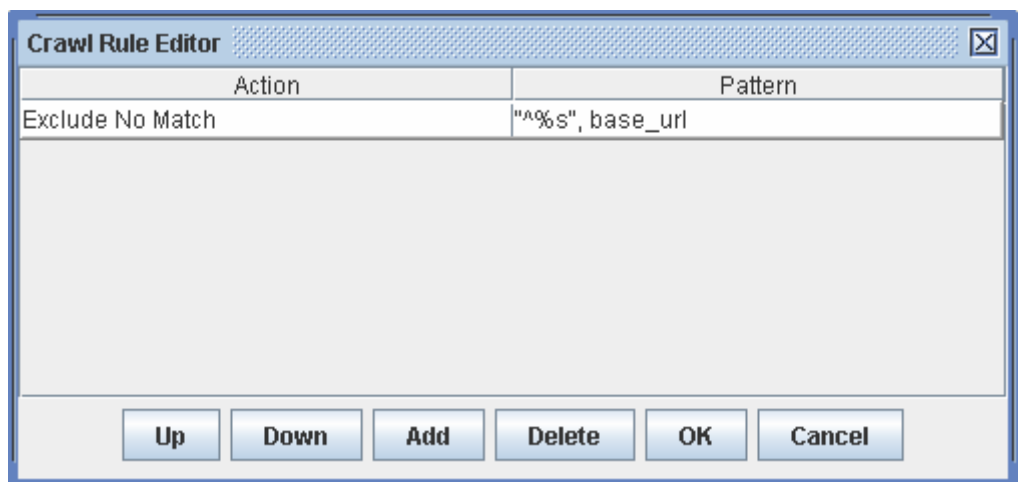 Crawl Rule Editor
Action Pattern
Exclude No Match "^%s", base_url
Up Down Add Delete OK Cancel